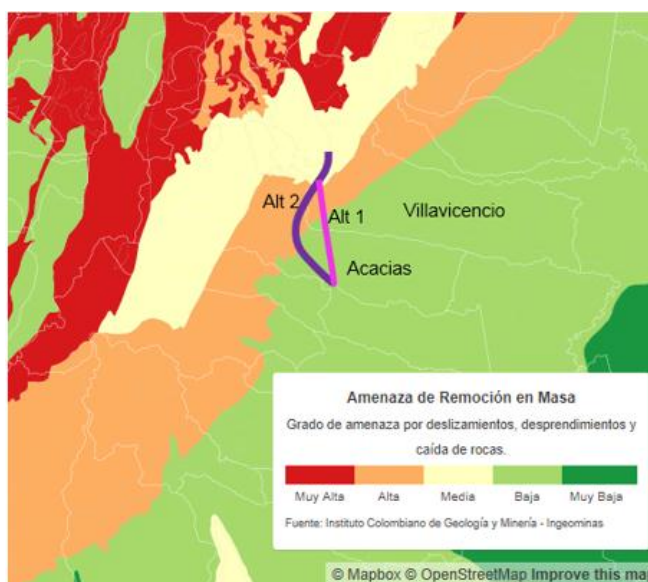 Alt 2
Alt 1
Villavicencio
Acacias
Amenaza de Remoción en Masa
Grado de amenaza por deslizamientos, desprendimientos y
caída de rocas.
Muy Alta Alta Media Baja Muy Baja
Fuente: Instituto Colombiano de Geología y Minería - Ingeominas
© Mapbox © OpenStreetMap Improve this ma